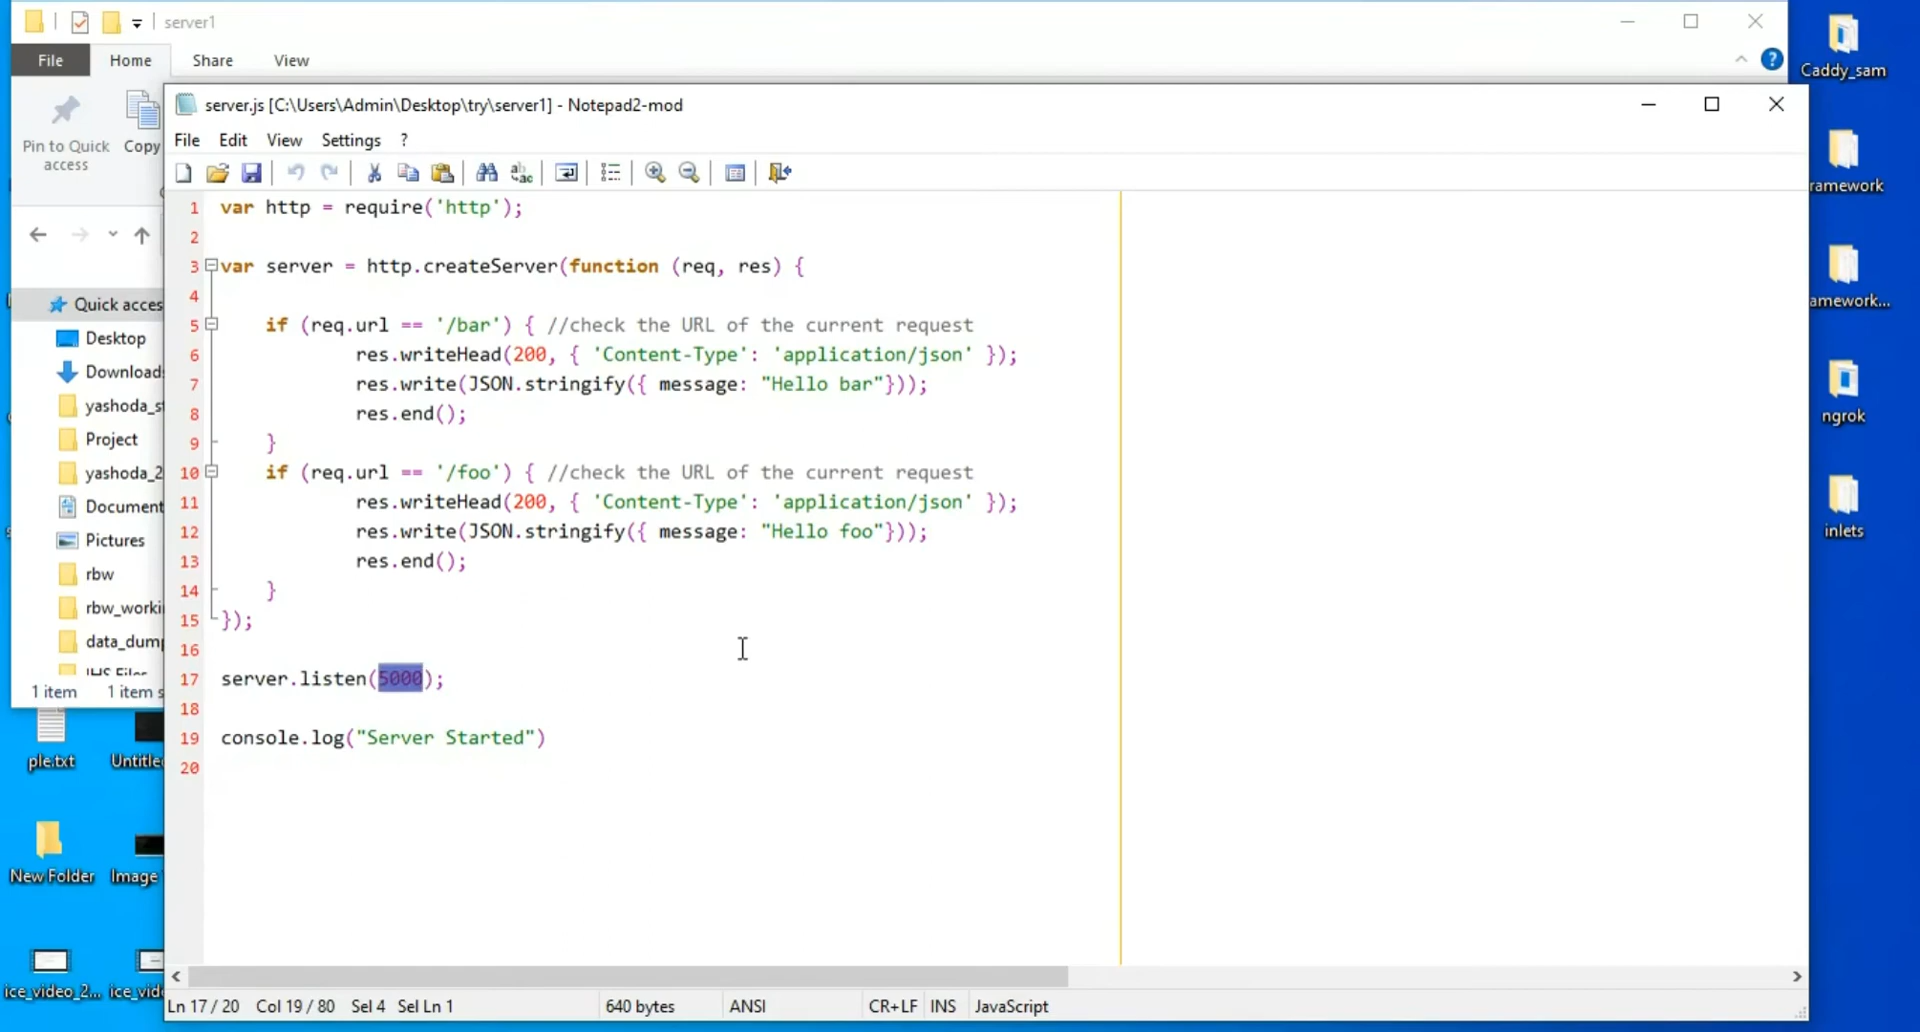 server1
File Home Share View
Caddy_sam
Pin to Quick access
Copy
server.js [C:\Users\Admin\Desktop\try\server1] - Notepad2-mod
File Edit View Settings ?
1 var http = require('http');
2
3 var server = http.createServer(function (req, res) {
4
5 if (req.url == '/bar') { //check the URL of the current request
6 res.writeHead(200, { 'Content-Type': 'application/json' });
7 res.write(JSON.stringify({ message: "Hello bar"}));
8 res.end();
9 }
10 if (req.url == '/foo') { //check the URL of the current request
11 res.writeHead(200, { 'Content-Type': 'application/json' });
12 res.write(JSON.stringify({ message: "Hello foo"}));
13 res.end();
14 }
15 });
16
17 server.listen(5000);
18
19 console.log("Server Started")
20
Quick acces
Desktop
Download
yashoda_st
Project
yashoda_2
Document
Pictures
rbw
rbw_worki
data_dump
1 item 1 item s
ramework
amework...
ngrok
inlets
ple.txt
Untitle
New Folder
Image
ice_video_2...
ice_vid
Ln 17 / 20 Col 19 / 80 Sel 4 Sel Ln 1 640 bytes ANSI CR+LF INS JavaScript